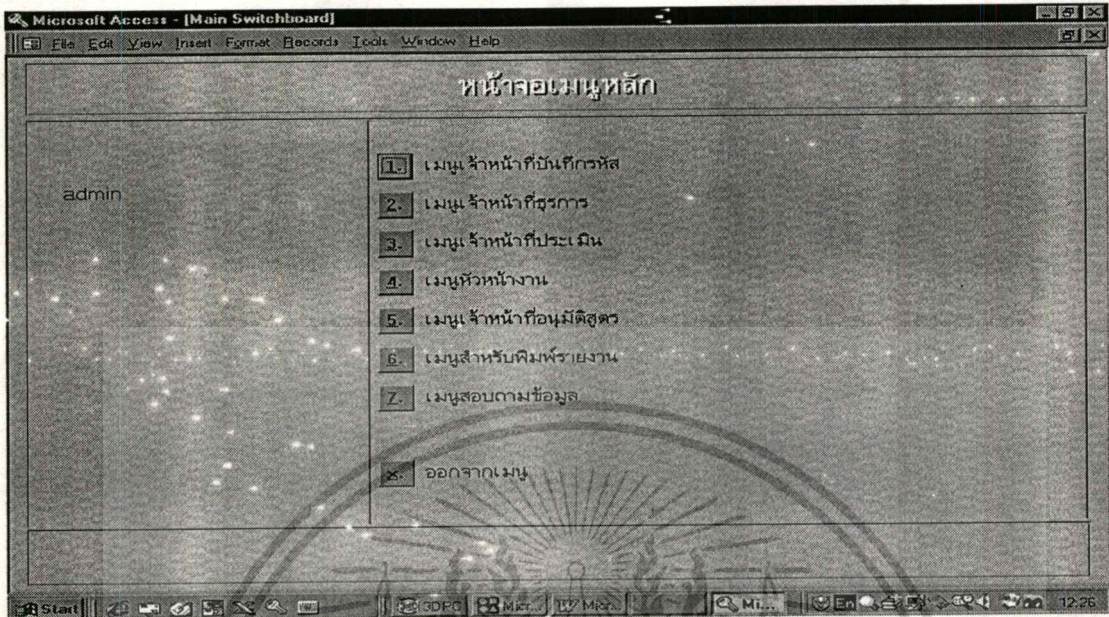 Microsoft Access - [Main Switchboard]
File Edit View Insert Format Records Tools Window Help
หน้าจอเมนูหลัก
admin
1. เมนูเจ้าหน้าที่บันทึกรหัส
2. เมนูเจ้าหน้าที่ธุรการ
3. เมนูเจ้าหน้าที่ประเมิน
4. เมนูหัวหน้างาน
5. เมนูเจ้าหน้าที่อนุมัติสูตร
6. เมนูสำหรับพิมพ์รายงาน
7. เมนูสอบถามข้อมูล
x. ออกจากเมนู
Start 3DPC Micr... Micr... Mi... En 12:26